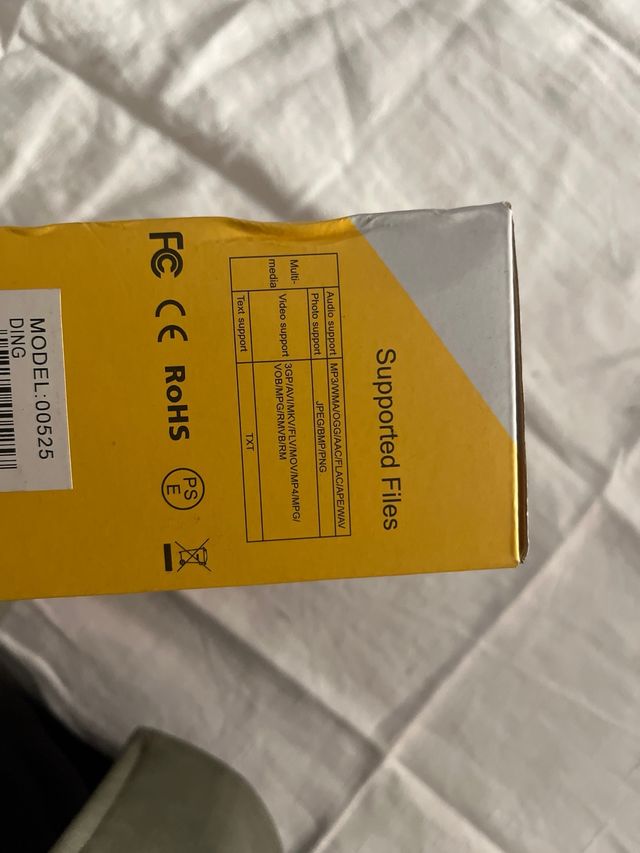 Supported Files
Multi-
media
Audio support MP3/WMA/OGG/AAC/FLAC/APE/WAV
Photo support JPEG/BMP/PNG
Video support 3GP/AVI/MKV/FLV/MOV/MP4/MPG/
VOB/MPG/RMVB/RM
Text support TXT
FC CE RoHS PS
E
MODEL:00525
DING